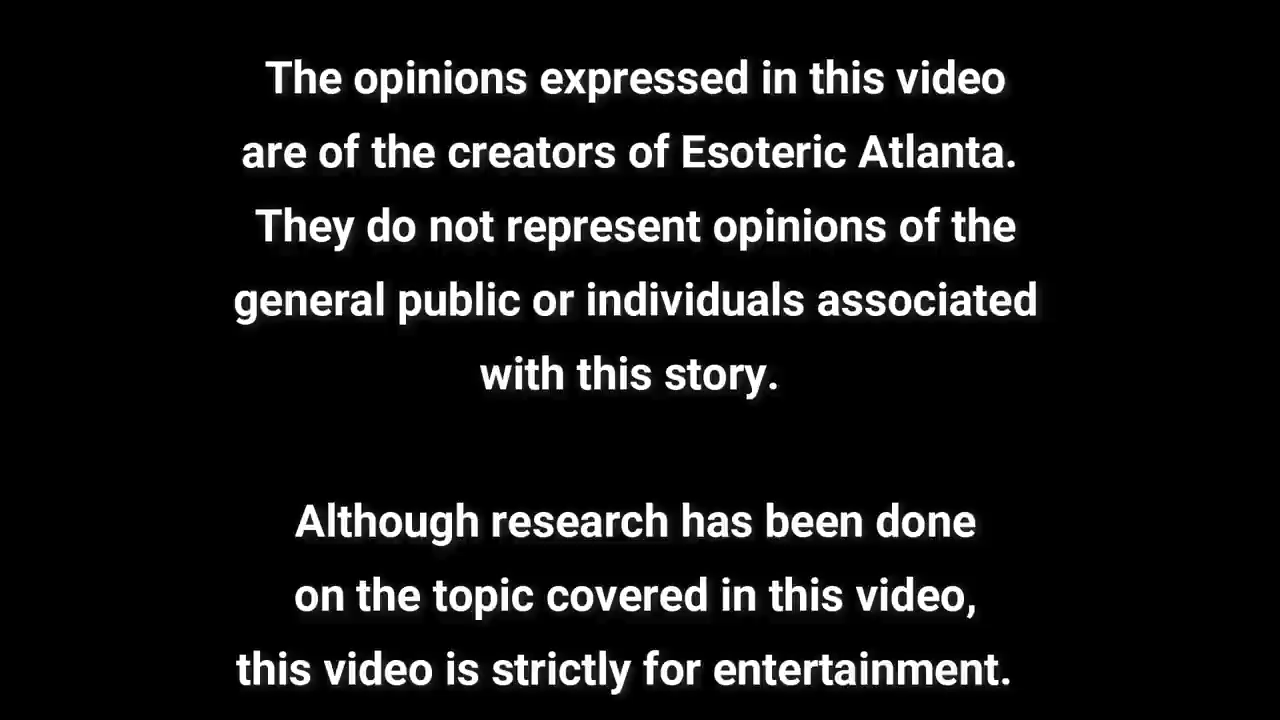 The opinions expressed in this video
are of the creators of Esoteric Atlanta.
They do not represent opinions of the
general public or individuals associated
with this story.
Although research has been done
on the topic covered in this video,
this video is strictly for entertainment.